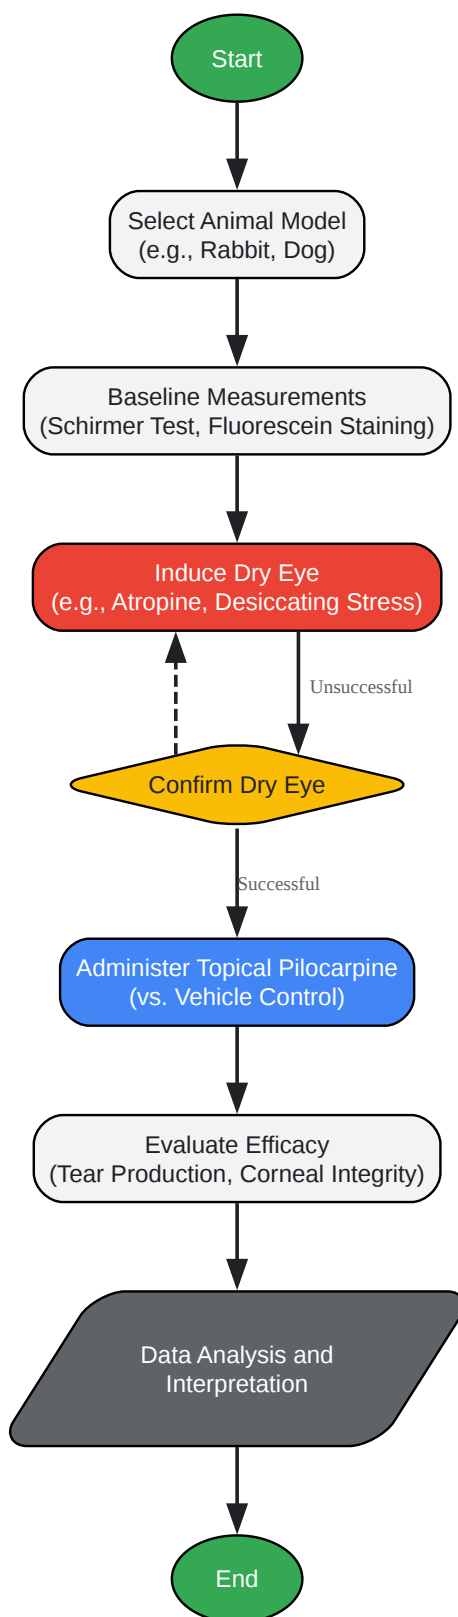 Start
Select Animal Model
(e.g., Rabbit, Dog)
Baseline Measurements
(Schirmer Test, Fluorescein Staining)
Induce Dry Eye
(e.g., Atropine, Desiccating Stress)
Unsuccessful
Confirm Dry Eye
Successful
Administer Topical Pilocarpine
(vs. Vehicle Control)
Evaluate Efficacy
(Tear Production, Corneal Integrity)
Data Analysis and
Interpretation
End